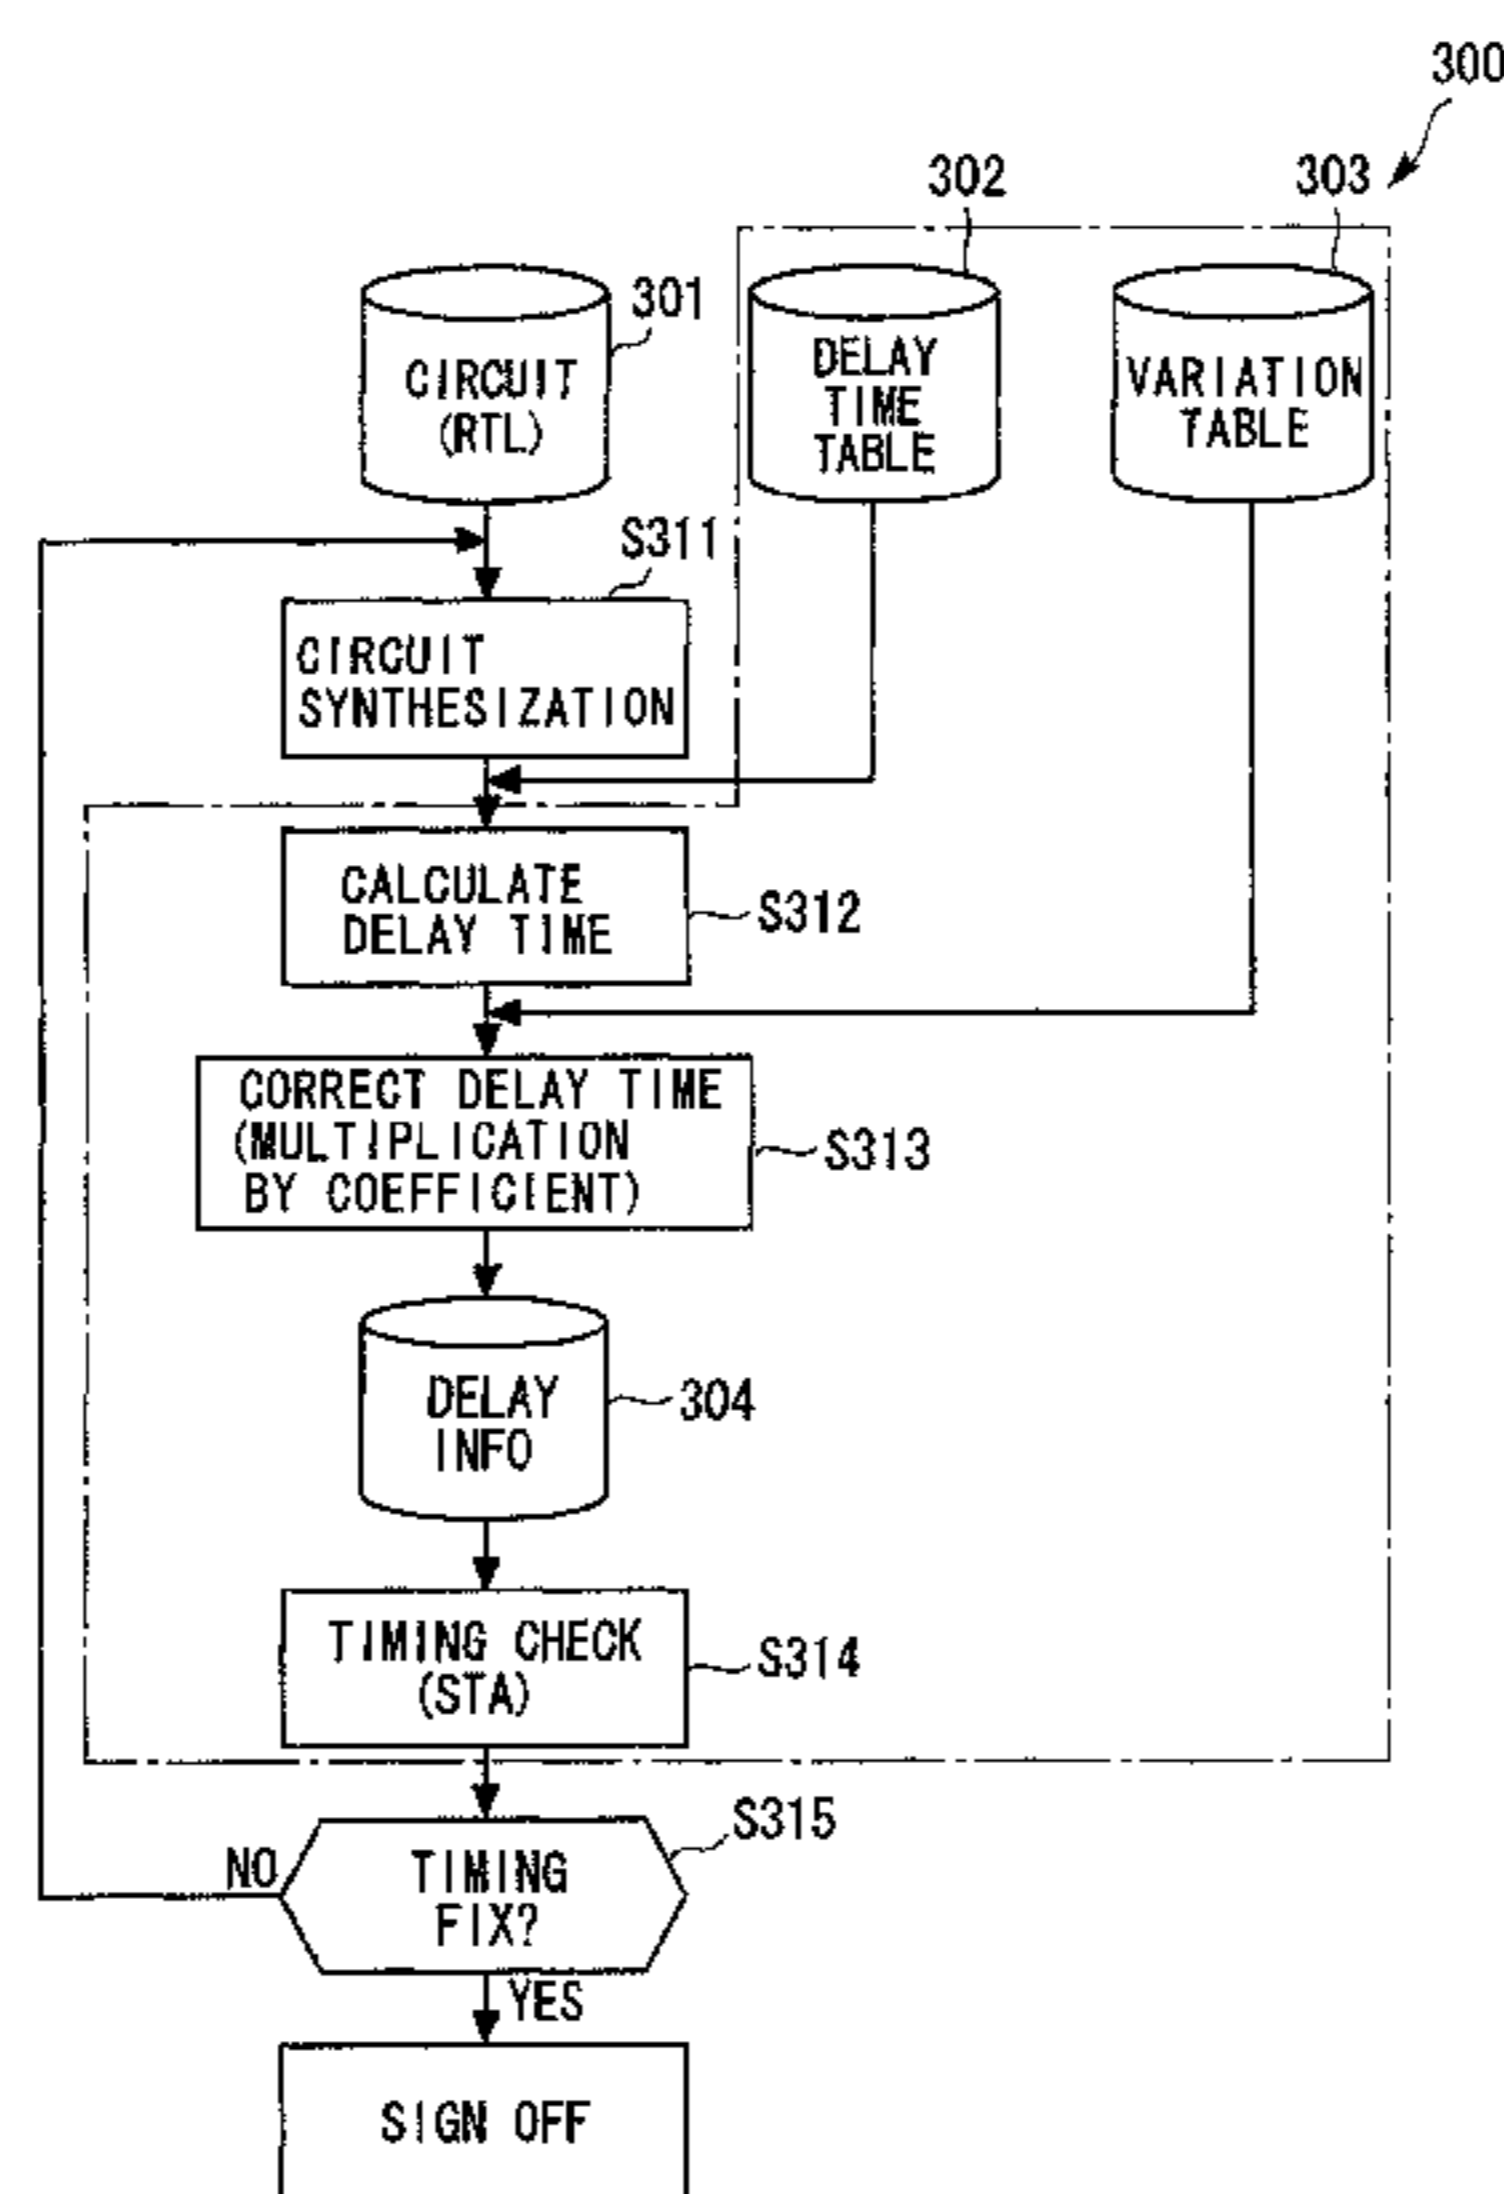 300
302
303
301
CIRCUIT
(RTL)
DELAY
TIME
TABLE
VARIATION
TABLE
S311
CIRCUIT
SYNTHESIZATION
CALCULATE
DELAY TIME
S312
CORRECT DELAY TIME
(MULTIPLICATION
BY COEFFICIENT)
S313
DELAY
INFO
304
TIMING CHECK
(STA)
S314
S315
NO
TIMING
FIX?
YES
SIGN OFF